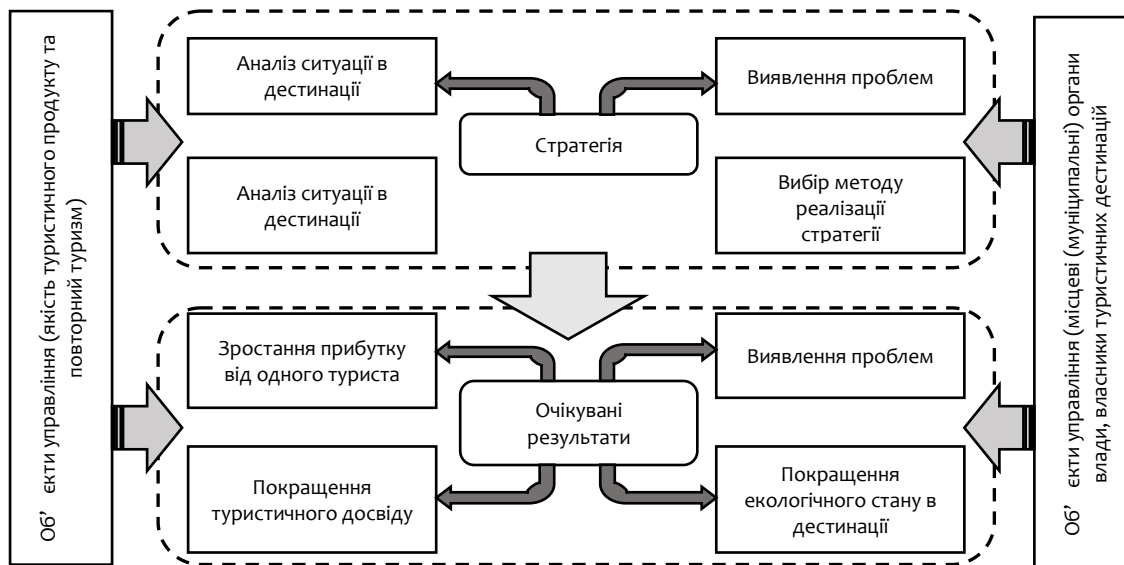 Об' єкти управління (якість туристичного продукту та
повторний туризм)
Аналіз ситуації в
дестинації
Виявлення проблем
Стратегія
Аналіз ситуації в
дестинації
Вибір методу
реалізації
стратегії
Зростання прибутку
від одного туриста
Виявлення проблем
Очікувані
результати
Покращення
туристичного досвіду
Покращення
екологічного стану в
дестинації
Об' єкти управління (місцеві (муніципальні) органи
влади, власники туристичних дестинацій